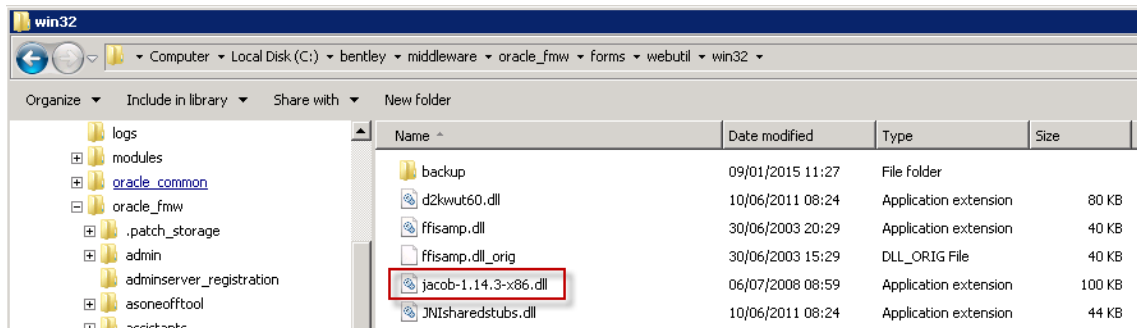 win32
Computer Local Disk (C:) bentley middleware oracle_fmw forms webutil win32
Organize Include in library Share with New folder
logs
modules
oracle_common
oracle_fmw
.patch_storage
admin
adminserver_registration
asoneofftool
assistants
Name Date modified Type Size
backup 09/01/2015 11:27 File folder
d2kwut60.dll 10/06/2011 08:24 Application extension 80 KB
ffisamp.dll 30/06/2003 20:29 Application extension 40 KB
ffisamp.dll_orig 30/06/2003 15:29 DLL_ORIG File 40 KB
jacob-1.14.3-x86.dll 06/07/2008 08:59 Application extension 100 KB
JNIsharedstubs.dll 10/06/2011 08:24 Application extension 44 KB